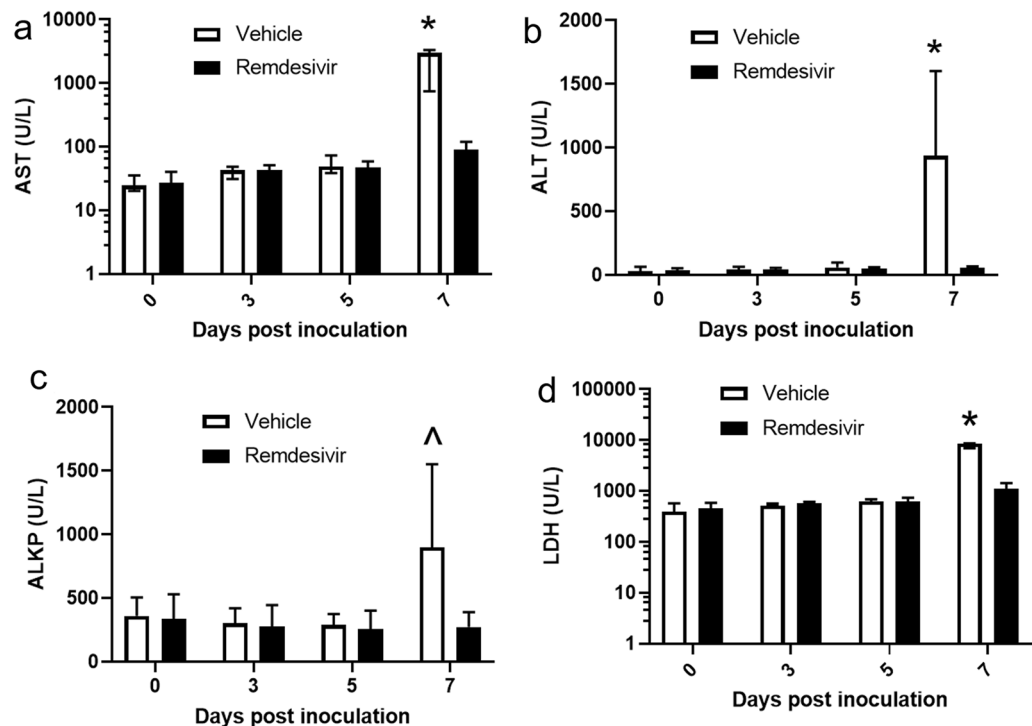 a
AST (U/L)
10000
1000
100
10
1
Vehicle
Remdesivir
*
0 3 5 7
Days post inoculation
b
ALT (U/L)
2000
1500
1000
500
0
Vehicle
Remdesivir
*
0 3 5 7
Days post inoculation
c
ALKP (U/L)
2000
1500
1000
500
0
Vehicle
Remdesivir
^
0 3 5 7
Days post inoculation
d
LDH (U/L)
100000
10000
1000
100
10
1
Vehicle
Remdesivir
*
0 3 5 7
Days post inoculation